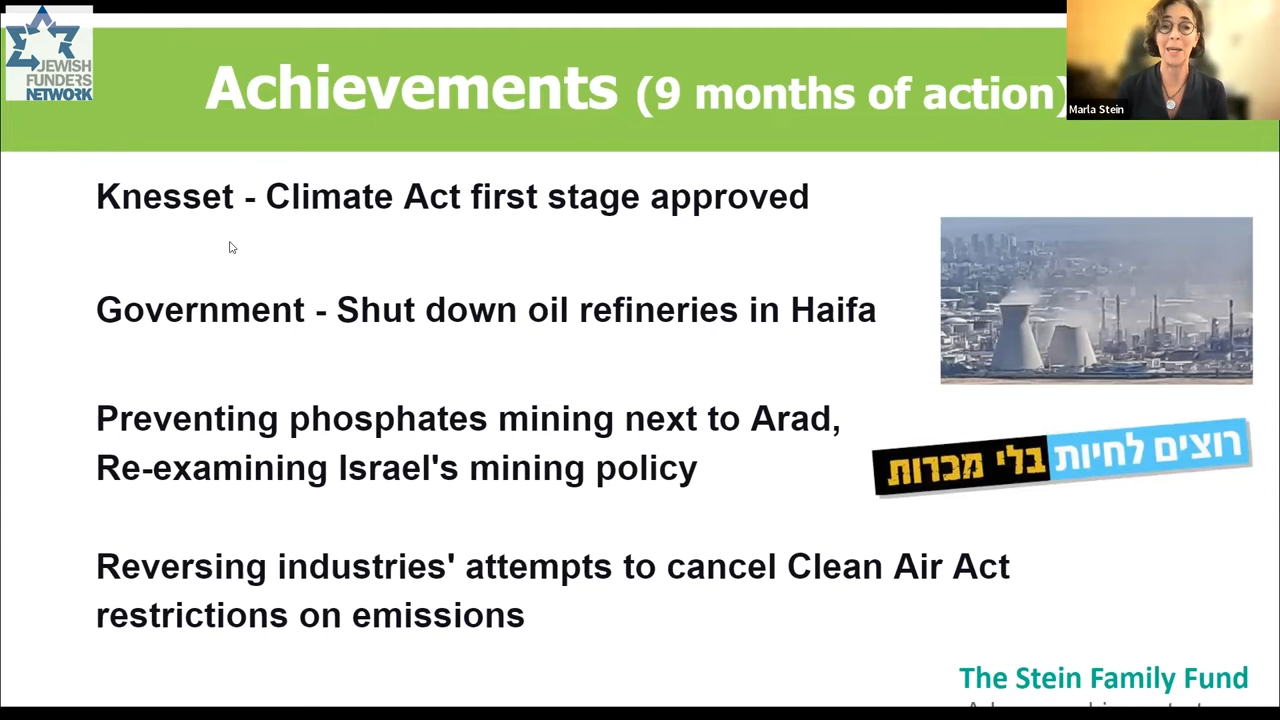 JEWISH
FUNDERS
NETWORK
Achievements (9 months of action)
Marla Stein
Knesset - Climate Act first stage approved
Government - Shut down oil refineries in Haifa
Preventing phosphates mining next to Arad,
Re-examining Israel's mining policy
רוצים לחיות בלי מכרות
Reversing industries' attempts to cancel Clean Air Act
restrictions on emissions
The Stein Family Fund